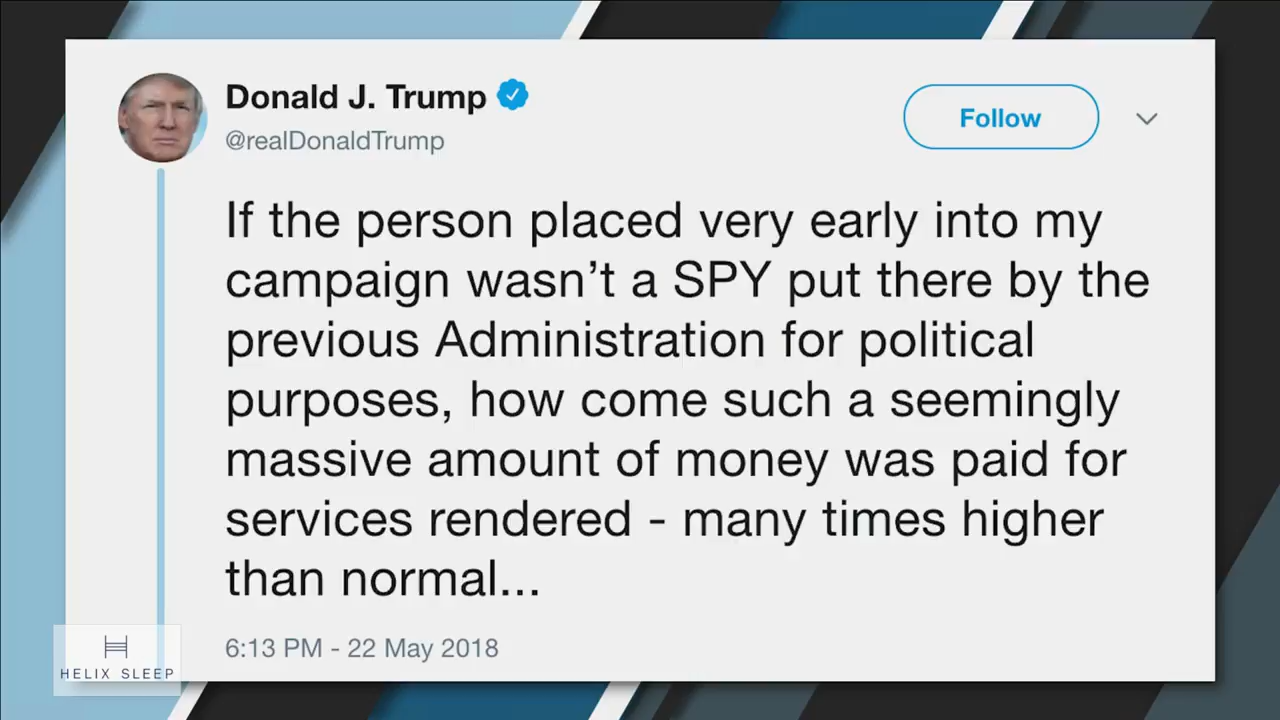 Donald J. Trump
@realDonaldTrump
Follow
If the person placed very early into my
campaign wasn’t a SPY put there by the
previous Administration for political
purposes, how come such a seemingly
massive amount of money was paid for
services rendered - many times higher
than normal...
6:13 PM - 22 May 2018
HELIX SLEEP